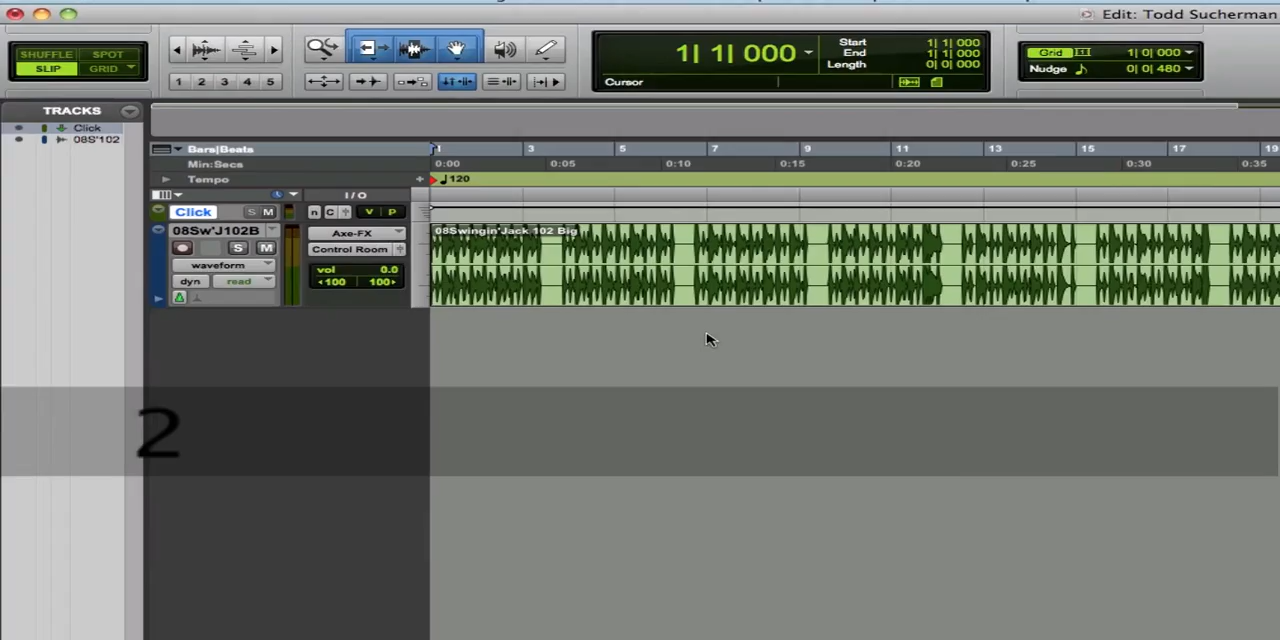 Edit: Todd Sucherman
SHUFFLE SPOT
SLIP GRID
1 2 3 4 5
1| 1| 000
Start 1| 1| 000
End 1| 1| 000
Length 0| 0| 000
Cursor
Grid 1| 0| 000
Nudge 0| 0| 480
TRACKS
Click
08S'102
Bars|Beats 1 3 5 7 9 11 13 15 17 19
Min:Secs 0:00 0:05 0:10 0:15 0:20 0:25 0:30 0:35
Tempo + 120
I / O
Click S M n C v p
08Sw'J102B Axe-FX 08Swingin'Jack 102 Big
S M Control Room
waveform vol 0.0
dyn read 100 100
2